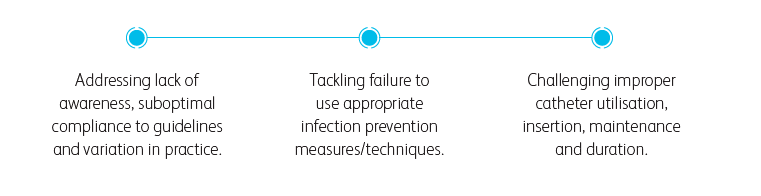 Addressing lack of
awareness, suboptimal
compliance to guidelines
and variation in practice.
Tackling failure to
use appropriate
infection prevention
measures/techniques.
Challenging improper
catheter utilisation,
insertion, maintenance
and duration.